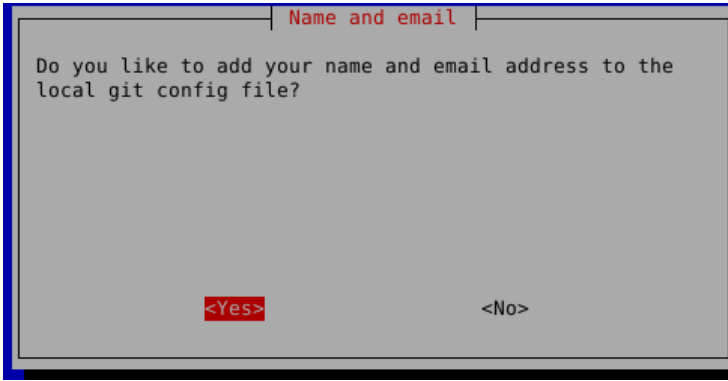 Name and email
Do you like to add your name and email address to the
local git config file?
<Yes> <No>